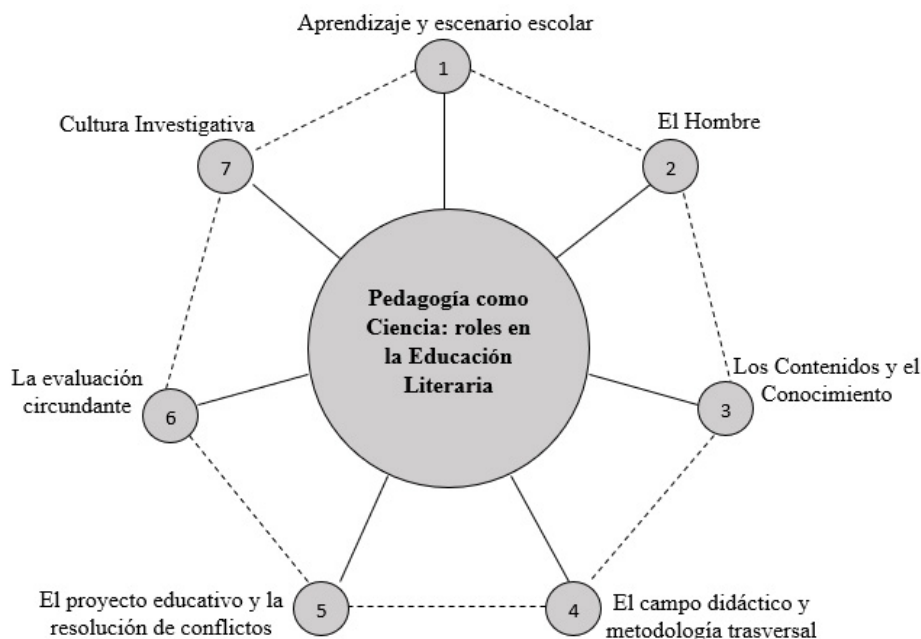 Aprendizaje y escenario escolar
1
El Hombre
2
Los Contenidos y el
Conocimiento
3
El campo didáctico y
metodología trasversal
4
El proyecto educativo y la
resolución de conflictos
5
La evaluación
circundante
6
Cultura Investigativa
7
Pedagogía como
Ciencia: roles en
la Educación
Literaria